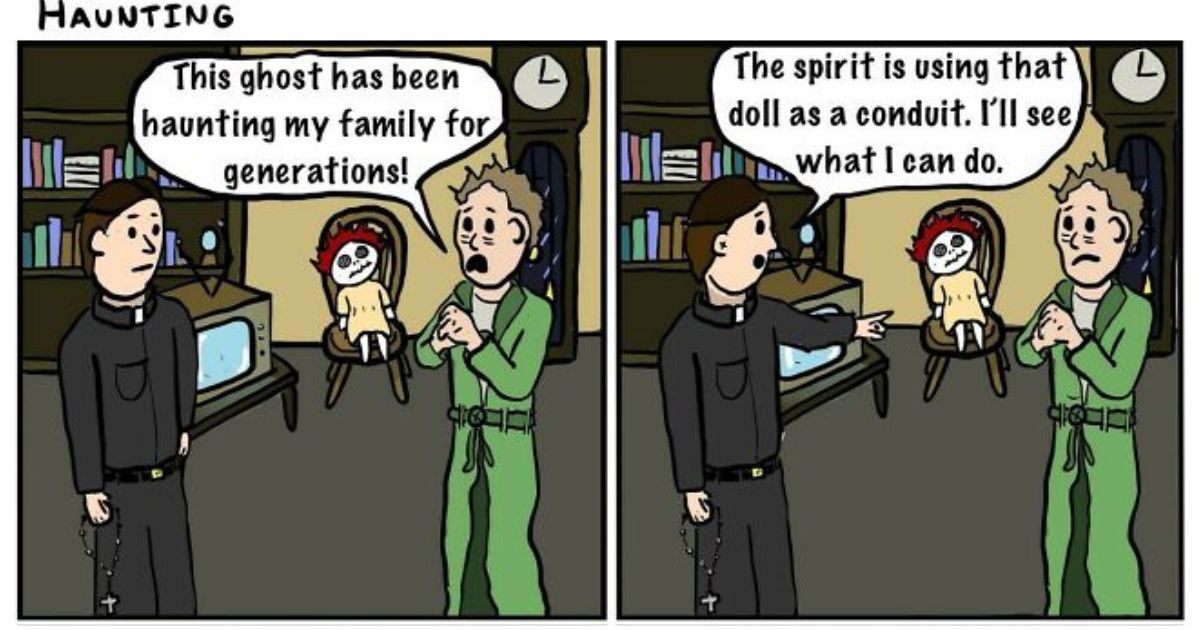 HAUNTING
This ghost has been
haunting my family for
generations!
The spirit is using that
doll as a conduit. I'll see
what I can do.